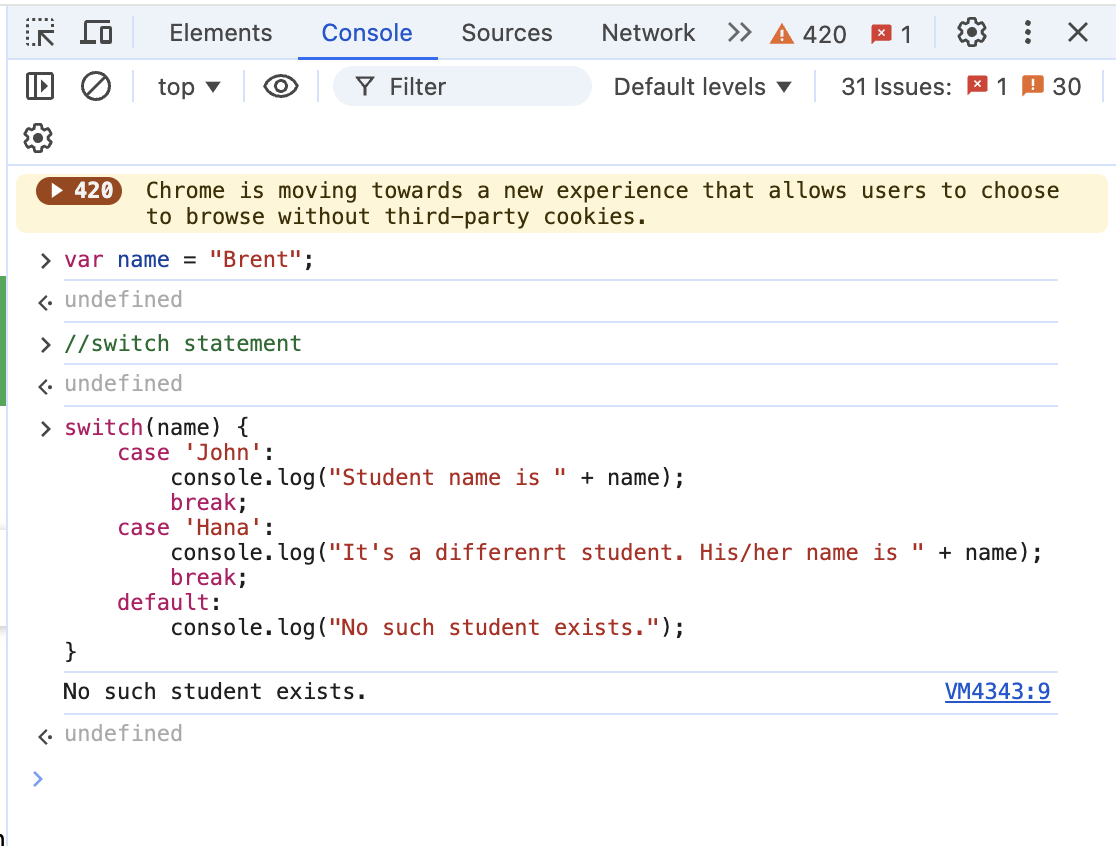 Elements Console Sources Network 420 1
top Filter Default levels 31 Issues: 1 30
420 Chrome is moving towards a new experience that allows users to choose
to browse without third-party cookies.
> var name = "Brent";
undefined
> //switch statement
undefined
> switch(name) {
    case 'John':
        console.log("Student name is " + name);
        break;
    case 'Hana':
        console.log("It's a differenrt student. His/her name is " + name);
        break;
    default:
        console.log("No such student exists.");
}
No such student exists. VM4343:9
undefined
>